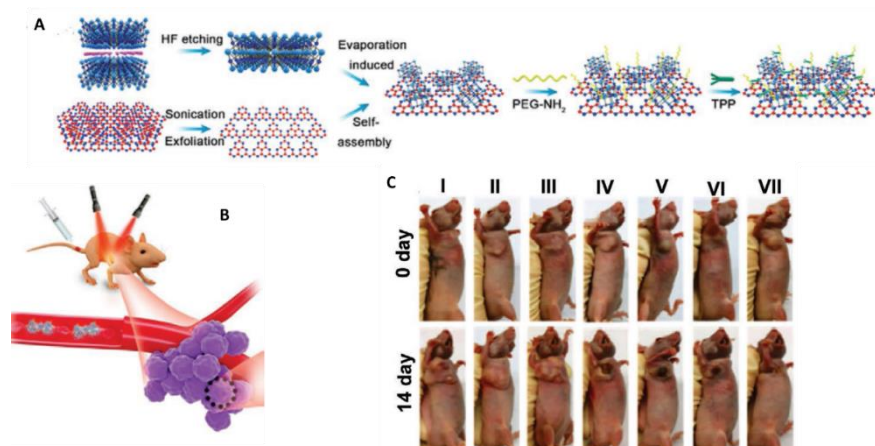 A
HF etching
Evaporation
induced
Sonication
Exfoliation
Self-
assembly
PEG-NH₂
TPP
B
C
I II III IV V VI VII
0 day
14 day